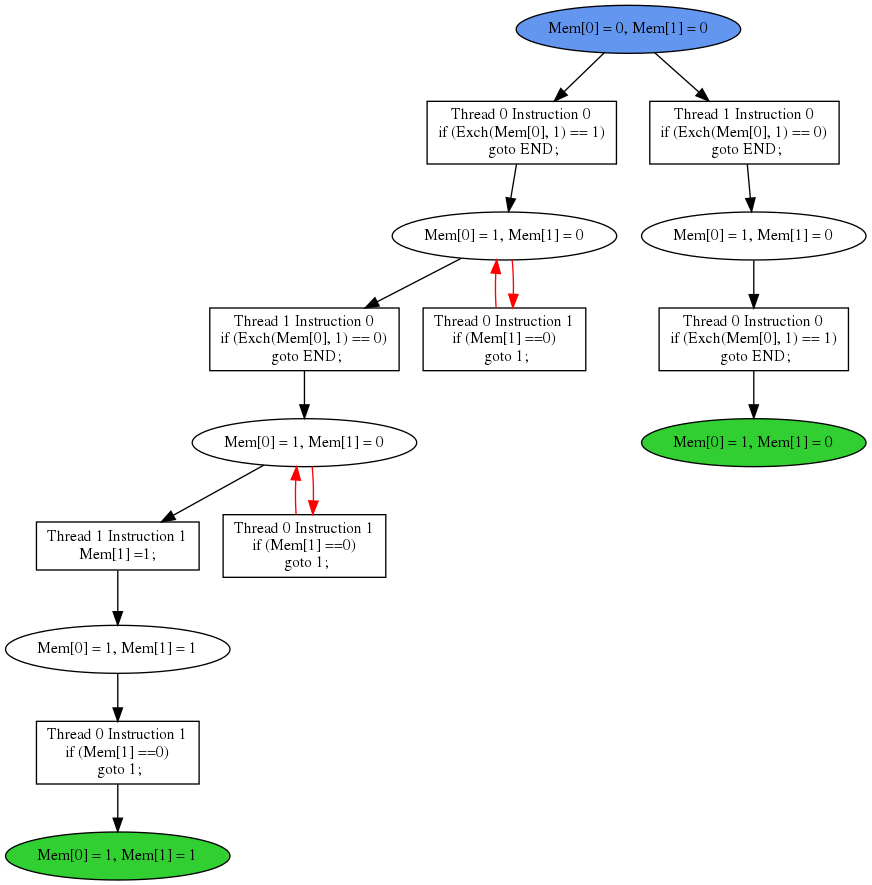 Mem[0] = 0, Mem[1] = 0
Thread 0 Instruction 0
if (Exch(Mem[0], 1) == 1)
goto END;
Thread 1 Instruction 0
if (Exch(Mem[0], 1) == 0)
goto END;
Mem[0] = 1, Mem[1] = 0
Mem[0] = 1, Mem[1] = 0
Thread 1 Instruction 0
if (Exch(Mem[0], 1) == 0)
goto END;
Thread 0 Instruction 1
if (Mem[1] ==0)
goto 1;
Thread 0 Instruction 0
if (Exch(Mem[0], 1) == 1)
goto END;
Mem[0] = 1, Mem[1] = 0
Mem[0] = 1, Mem[1] = 0
Thread 1 Instruction 1
Mem[1] =1;
Thread 0 Instruction 1
if (Mem[1] ==0)
goto 1;
Mem[0] = 1, Mem[1] = 1
Thread 0 Instruction 1
if (Mem[1] ==0)
goto 1;
Mem[0] = 1, Mem[1] = 1